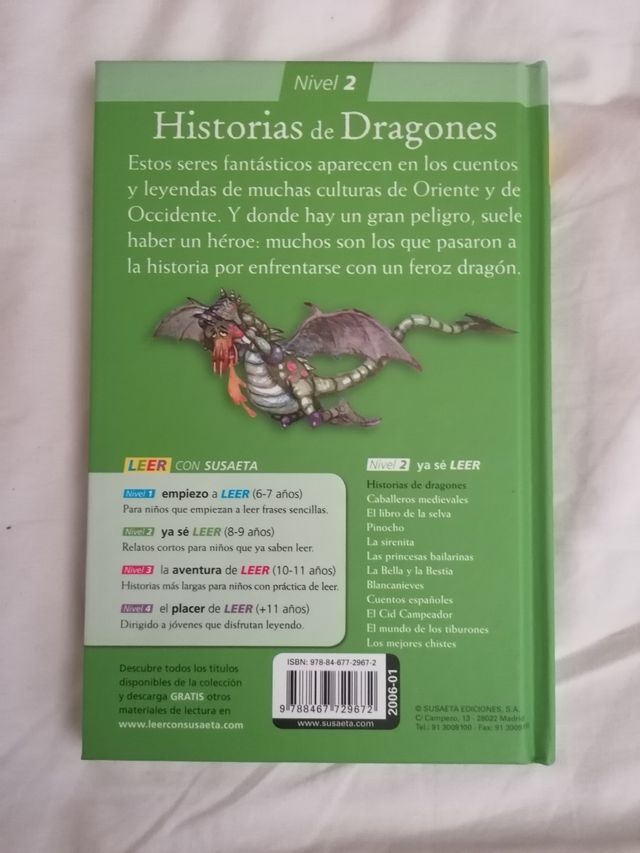 Nivel 2
Historias de Dragones
Estos seres fantásticos aparecen en los cuentos
y leyendas de muchas culturas de Oriente y de
Occidente. Y donde hay un gran peligro, suele
haber un héroe: muchos son los que pasaron a
la historia por enfrentarse con un feroz dragón.
LEER CON SUSAETA
Nivel 1 empiezo a LEER (6-7 años)
Para niños que empiezan a leer frases sencillas.
Nivel 2 ya sé LEER (8-9 años)
Relatos cortos para niños que ya saben leer.
Nivel 3 la aventura de LEER (10-11 años)
Historias más largas para niños con práctica de leer.
Nivel 4 el placer de LEER (+11 años)
Dirigido a jóvenes que disfrutan leyendo.
Nivel 2 ya sé LEER
Historias de dragones
Caballeros medievales
El libro de la selva
Pinocho
La sirenita
Las princesas bailarinas
La Bella y la Bestia
Blancanieves
Cuentos españoles
El Cid Campeador
El mundo de los tiburones
Los mejores chistes
Descubre todos los títulos
disponibles de la colección
y descarga GRATIS otros
materiales de lectura en
www.leerconsusaeta.com
ISBN: 978-84-677-2967-2
9 788467 729672
www.susaeta.com
2006-01
© SUSAETA EDICIONES, S.A.
C/ Campezo, 13 - 28022 Madrid
Tel.: 91 3009100 - Fax: 91 30091